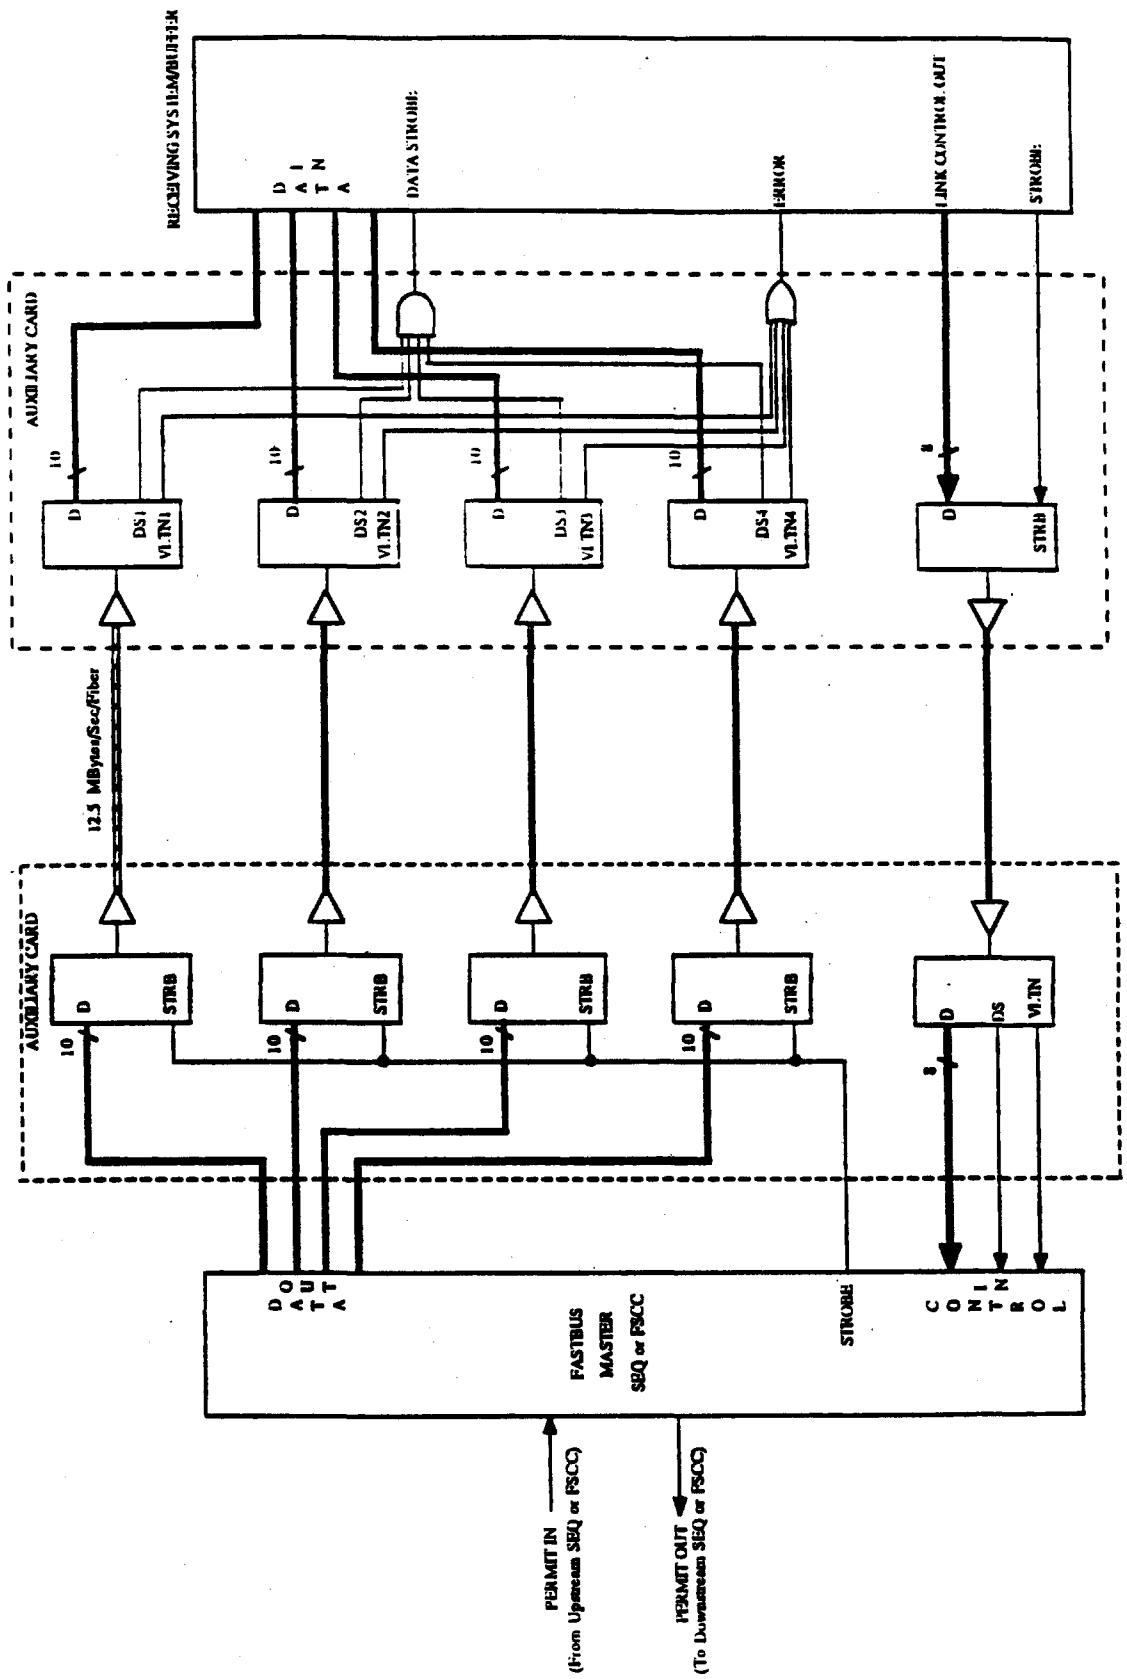 RECEIVING SYSTEM/BUFFER
DATA IN
DATA STROBE
ERROR
LINK CONTROL OUT
STROBE
AUXILIARY CARD
10
10
10
10
8
D
DS1
VLTN1
D
DS2
VLTN2
D
DS3
VLTN3
D
DS4
VLTN4
D
STRB
12.5 MBytes/Sec/Fiber
AUXILIARY CARD
D
STRB
D
STRB
D
STRB
D
STRB
D
DS
VLTN
10
10
10
10
8
DATA OUT
STROBE
CONTROL IN
FASTBUS
MASTER
SEQ or FSCC
PERMIT IN
(From Upstream SEQ or FSCC)
PERMIT OUT
(To Downstream SEQ or FSCC)